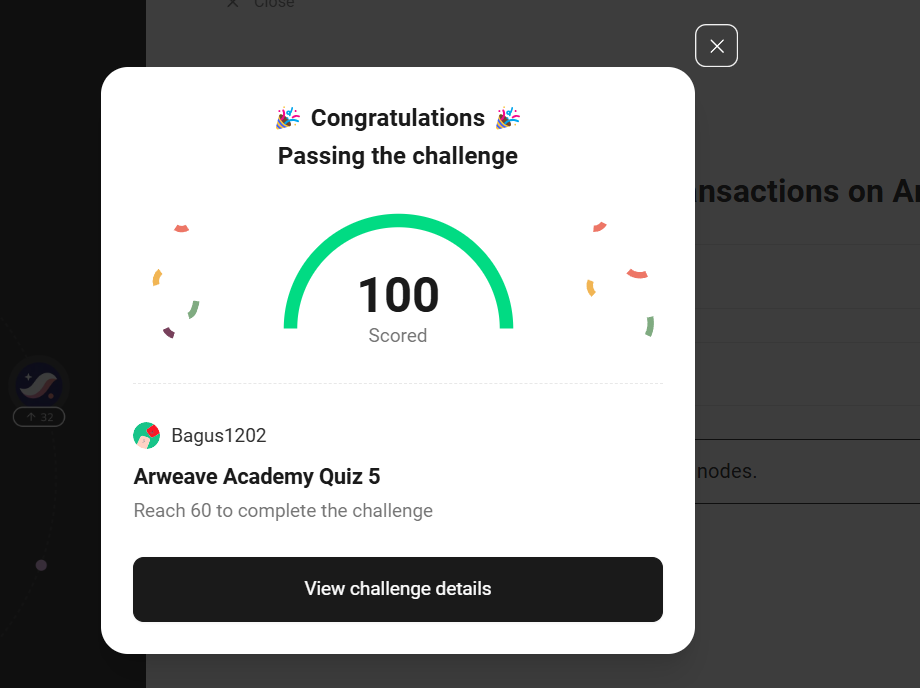 Close
🎉 Congratulations 🎉
Passing the challenge
nsactions on Ar
100
Scored
↑ 32
Bagus1202
nodes.
Arweave Academy Quiz 5
Reach 60 to complete the challenge
View challenge details